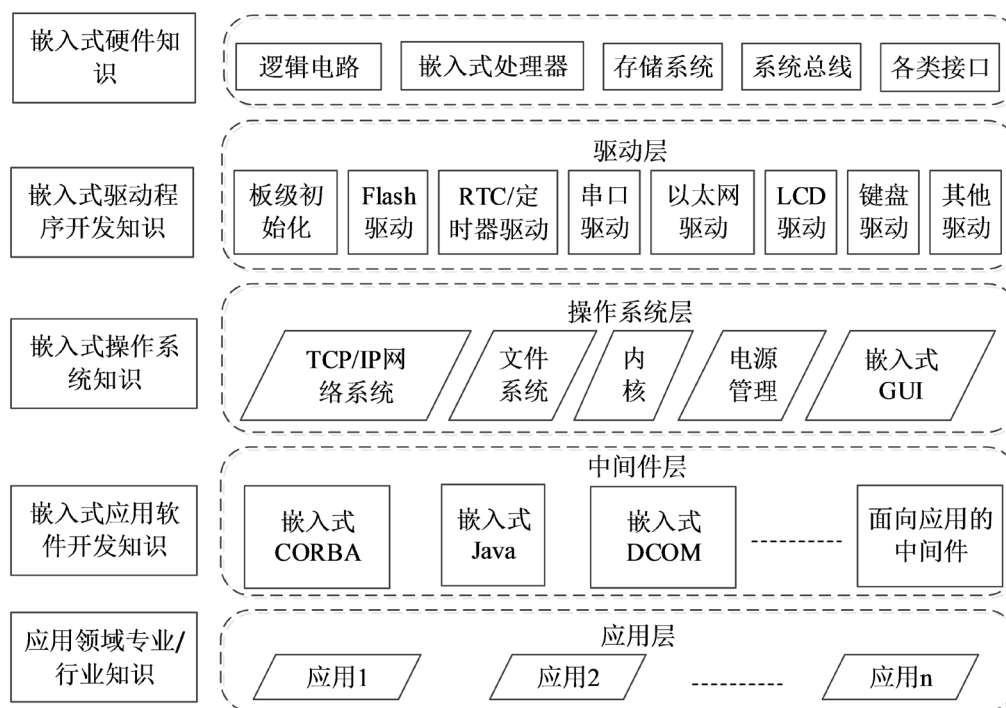 嵌入式硬件知
识
逻辑电路
嵌入式处理器
存储系统
系统总线
各类接口
嵌入式驱动程
序开发知识
驱动层
板级初
始化
Flash
驱动
RTC/定
时器驱动
串口
驱动
以太网
驱动
LCD
驱动
键盘
驱动
其他
驱动
嵌入式操作系
统知识
操作系统层
TCP/IP网
络系统
文件
系统
内
核
电源
管理
嵌入式
GUI
嵌入式应用软
件开发知识
中间件层
嵌入式
CORBA
嵌入式
Java
嵌入式
DCOM
面向应用的
中间件
应用领域专业/
行业知识
应用层
应用1
应用2
应用n